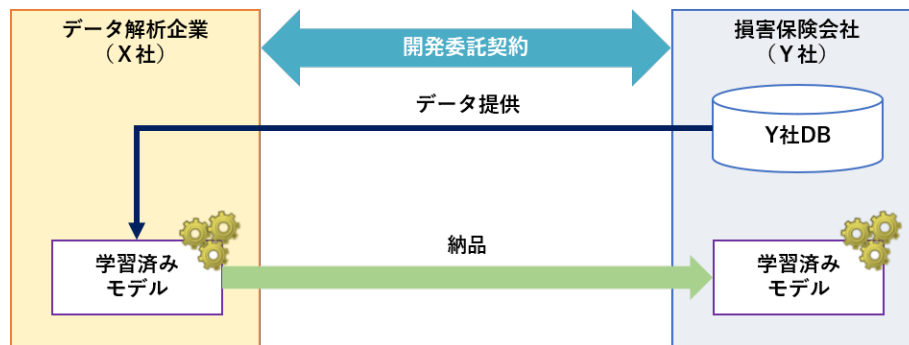 データ解析企業
（X社）
開発委託契約
損害保険会社
（Y社）
データ提供
Y社DB
学習済み
モデル
納品
学習済み
モデル